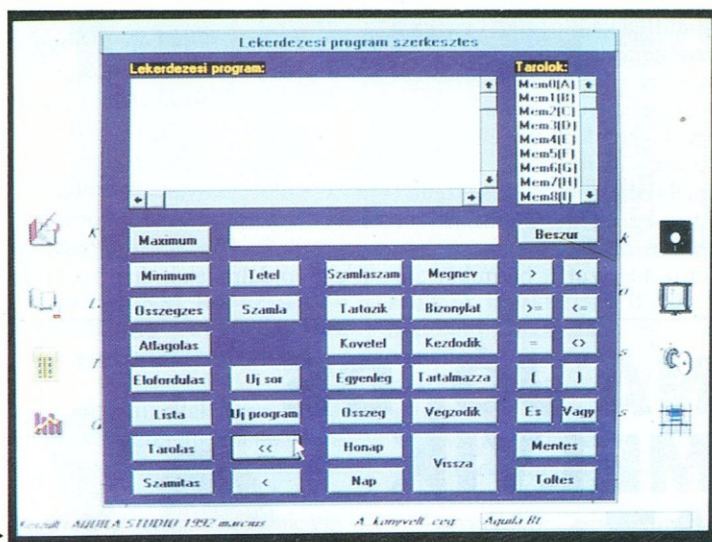 Lekerdezesi program szerkesztes
Lekerdezesi program:
Tarolok:
Mem0[A]
Mem1[B]
Mem2[C]
Mem3[D]
Mem4[E]
Mem5[F]
Mem6[G]
Mem7[H]
Mem8[I]
Maximum
Beszur
Minimum Tetel Szamlaszam Megnev > <
Osszegzes Szamla Tartozik Bizonylat >= <=
Atlagolas Kovetel Kezdodik = <>
Elofordulas Uj sor Egyenleg Tartalmazza ( )
Lista Uj program Osszeg Vegzodik Es Vagy
Tarolas << Honap Vissza Mentes
Szamitas < Nap Toltes
K
k
L
T
s
G
s
Keszult : AQUILA STUDIO 1992 marcius
A konyvelt ceg
Aquila Bt